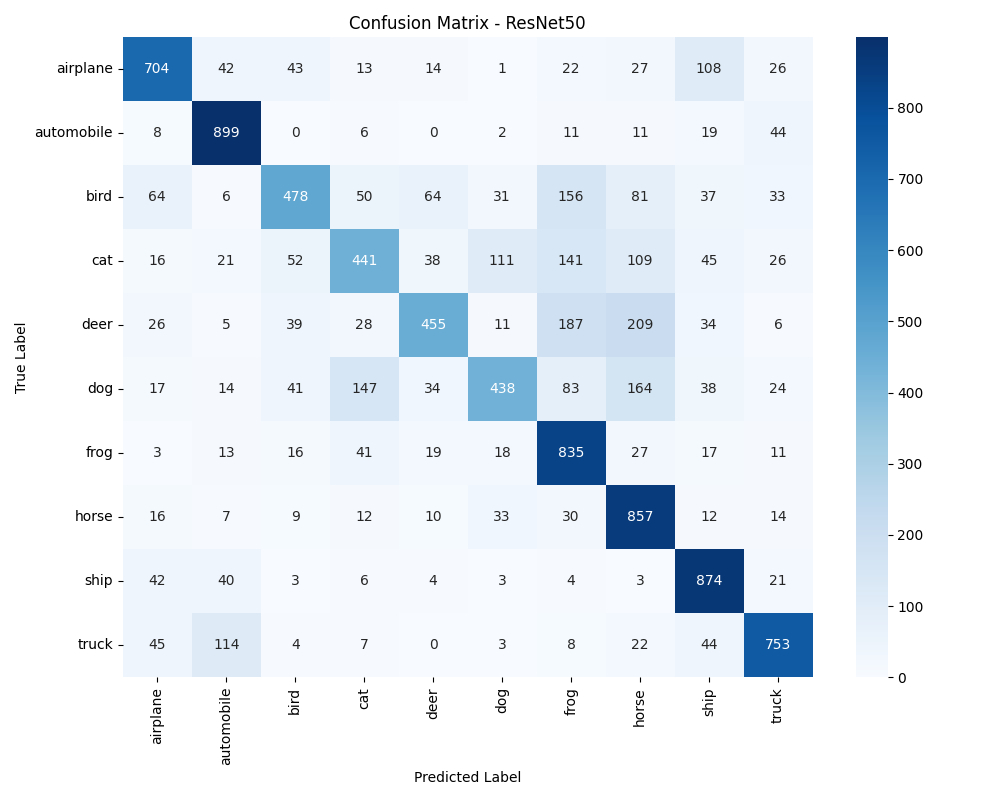 Confusion Matrix - ResNet50
True Label
airplane 704 42 43 13 14 1 22 27 108 26
automobile 8 899 0 6 0 2 11 11 19 44
bird 64 6 478 50 64 31 156 81 37 33
cat 16 21 52 441 38 111 141 109 45 26
deer 26 5 39 28 455 11 187 209 34 6
dog 17 14 41 147 34 438 83 164 38 24
frog 3 13 16 41 19 18 835 27 17 11
horse 16 7 9 12 10 33 30 857 12 14
ship 42 40 3 6 4 3 4 3 874 21
truck 45 114 4 7 0 3 8 22 44 753
airplane automobile bird cat deer dog frog horse ship truck
Predicted Label
800
700
600
500
400
300
200
100
0